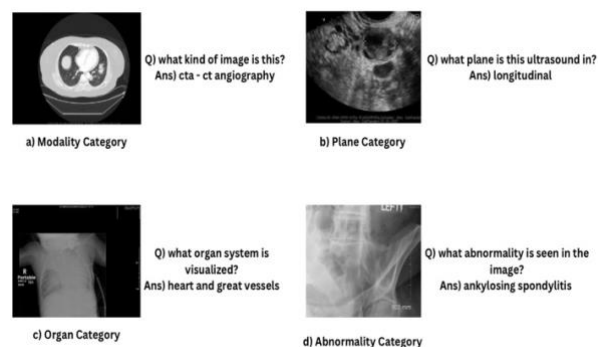 Q) what kind of image is this?
Ans) cta - ct angiography
a) Modality Category
Q) what plane is this ultrasound in?
Ans) longitudinal
b) Plane Category
R
Portable
Q) what organ system is
visualized?
Ans) heart and great vessels
c) Organ Category
Q) what abnormality is seen in the
image?
Ans) ankylosing spondylitis
d) Abnormality Category